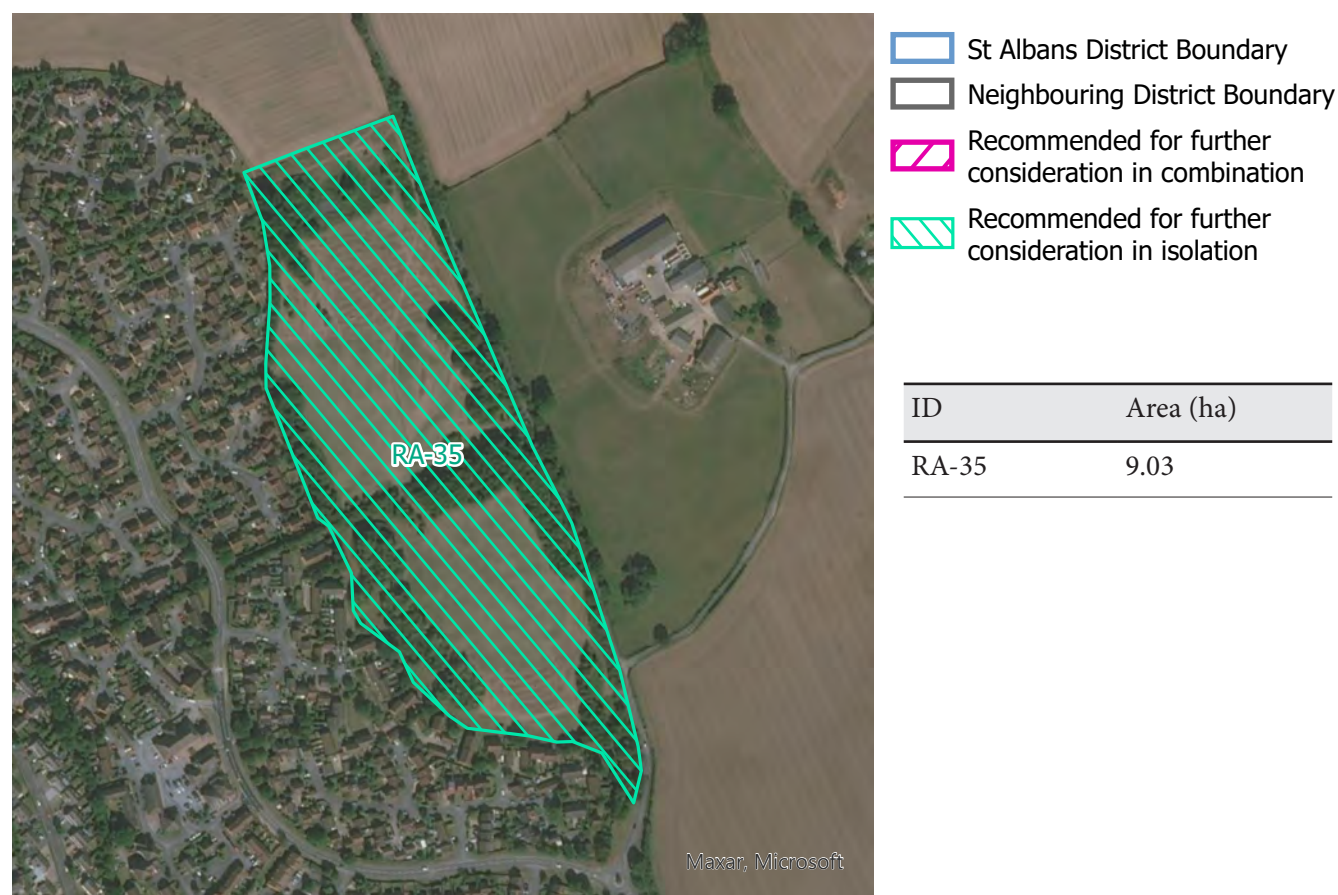 St Albans District Boundary
Neighbouring District Boundary
Recommended for further
consideration in combination
Recommended for further
consideration in isolation
ID Area (ha)
RA-35 9.03
RA-35
Maxar, Microsoft